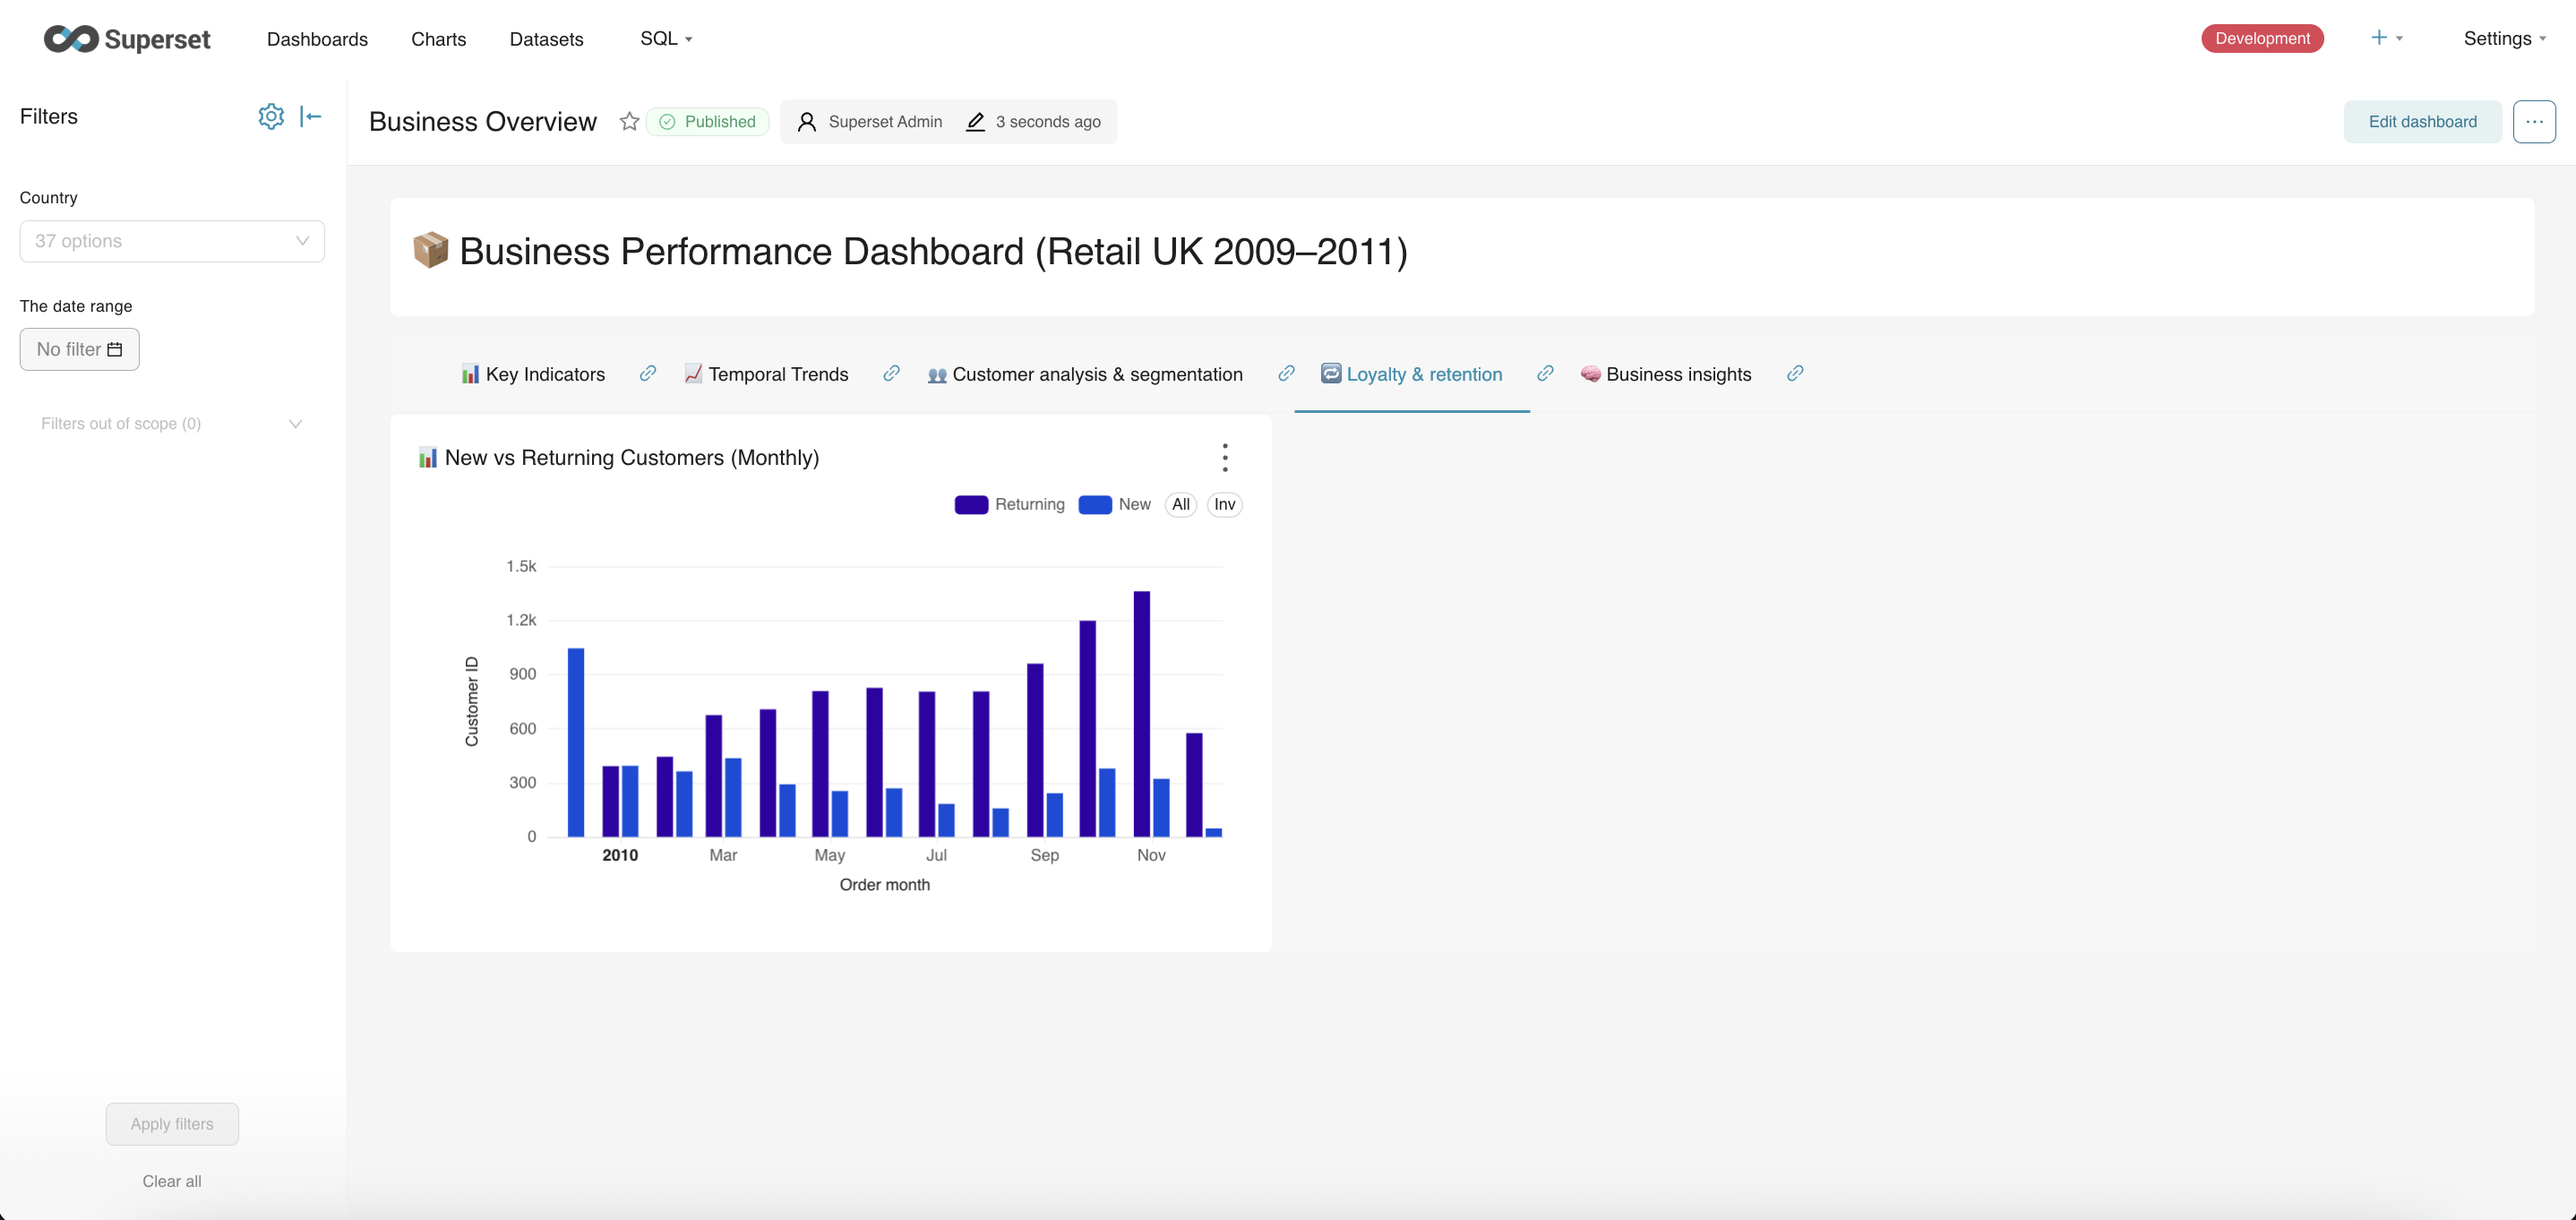 Superset Dashboards Charts Datasets SQL Development + Settings
Filters
Business Overview Published Superset Admin 3 seconds ago Edit dashboard ...
Country
37 options
The date range
No filter
Filters out of scope (0)
Apply filters
Clear all
Business Performance Dashboard (Retail UK 2009–2011)
Key Indicators Temporal Trends Customer analysis & segmentation Loyalty & retention Business insights
New vs Returning Customers (Monthly)
Returning New All Inv
1.5k
1.2k
900
600
300
0
Customer ID
2010 Mar May Jul Sep Nov
Order month